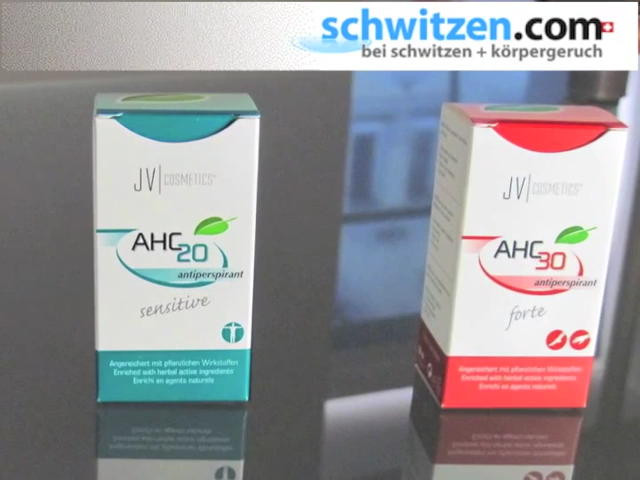 schwitzen.com
bei schwitzen + körpergeruch
JV|COSMETICS®
AHC20
antiperspirant
sensitive
Angereichert mit pflanzlichen Wirkstoffen
Enriched with herbal active ingredients
Enrichi en agents naturels
JV|COSMETICS®
AHC30
antiperspirant
forte
Angereichert mit pflanzlichen Wirkstoffen
Enriched with herbal active ingredients
Enrichi en agents naturels